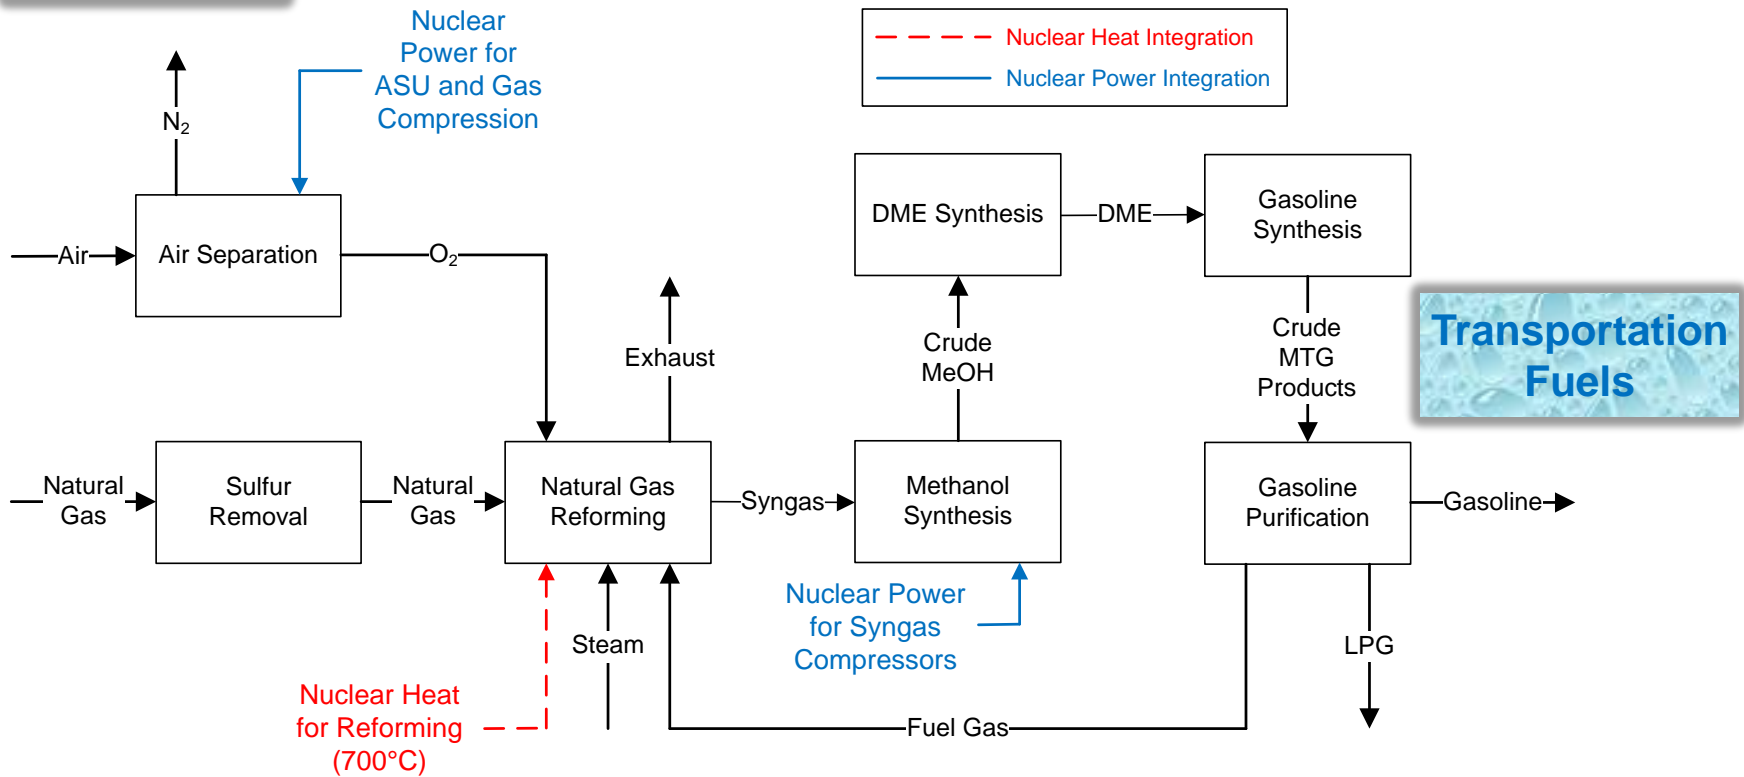 Nuclear
Power for
ASU and Gas
Compression
Nuclear Heat Integration
Nuclear Power Integration
N₂
Air
Air Separation
O₂
DME Synthesis
DME
Gasoline
Synthesis
Exhaust
Crude
MeOH
Crude
MTG
Products
Transportation
Fuels
Natural
Gas
Sulfur
Removal
Natural
Gas
Natural Gas
Reforming
Syngas
Methanol
Synthesis
Gasoline
Purification
Gasoline
Nuclear Power
for Syngas
Compressors
Steam
LPG
Nuclear Heat
for Reforming
(700°C)
Fuel Gas